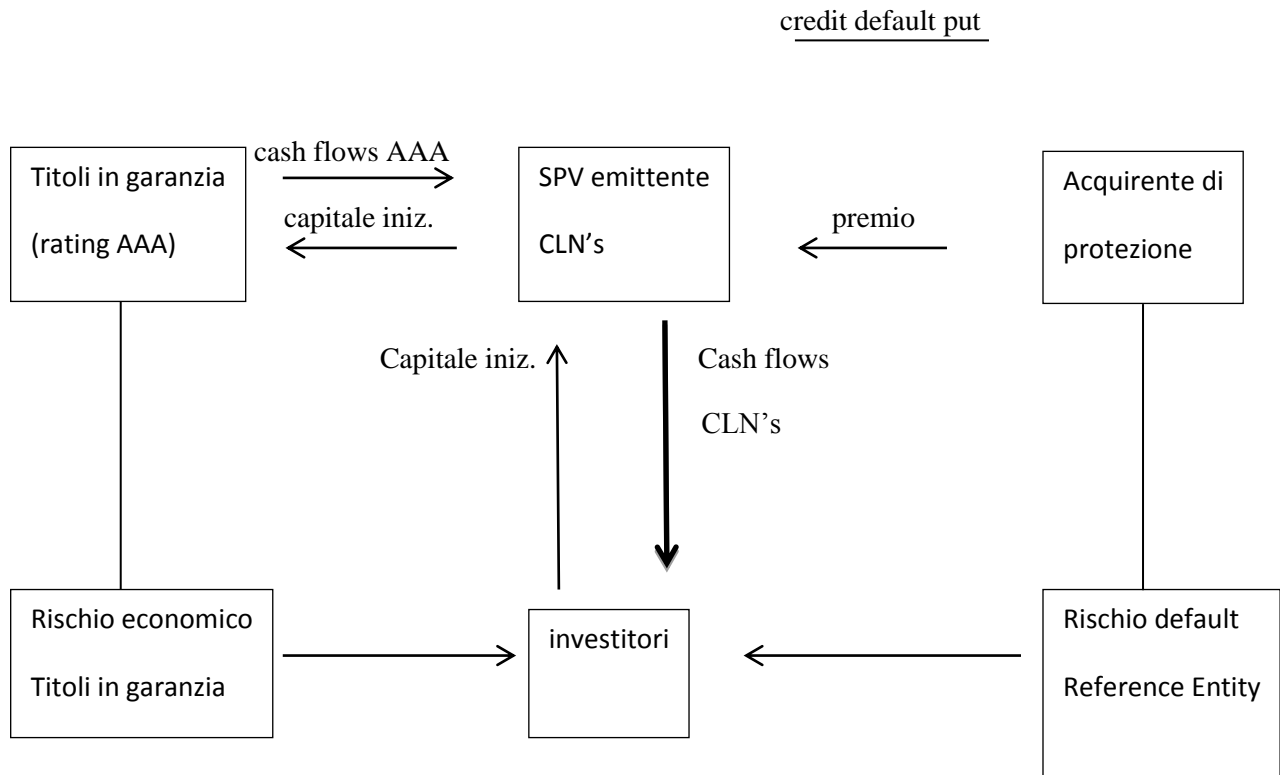 credit default put
cash flows AAA
Titoli in garanzia
(rating AAA)
capitale iniz.
SPV emittente
CLN’s
premio
Acquirente di
protezione
Capitale iniz.
Cash flows
CLN’s
Rischio economico
Titoli in garanzia
investitori
Rischio default
Reference Entity